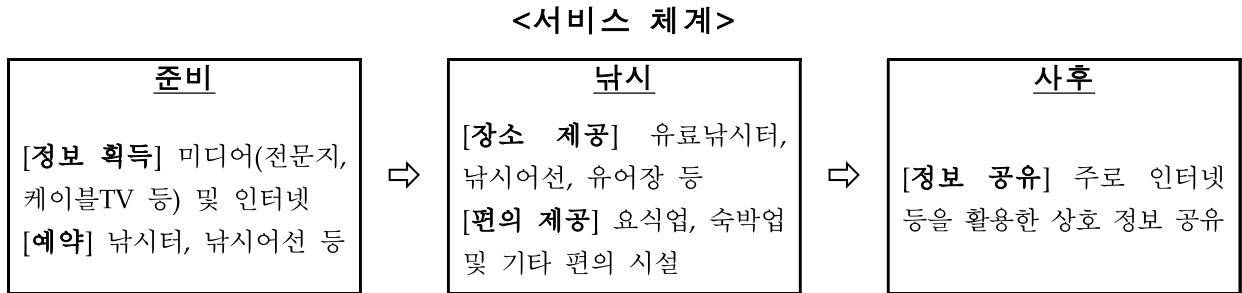 <서비스 체계>
준비
[정보 획득] 미디어(전문지,
케이블TV 등) 및 인터넷
[예약] 낚시터, 낚시어선 등
⇨
낚시
[장소 제공] 유료낚시터,
낚시어선, 유어장 등
[편의 제공] 요식업, 숙박업
및 기타 편의 시설
⇨
사후
[정보 공유] 주로 인터넷
등을 활용한 상호 정보 공유